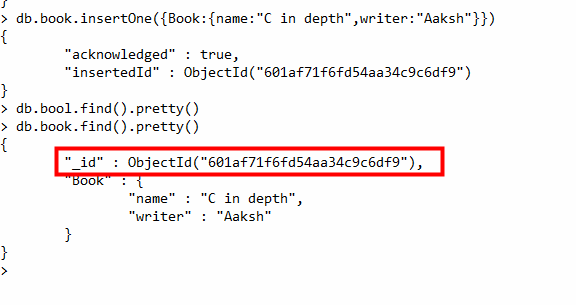 }
> db.book.insertOne({Book:{name:"C in depth",writer:"Aaksh"}})
{
"acknowledged" : true,
"insertedId" : ObjectId("601af71f6fd54aa34c9c6df9")
}
> db.bool.find().pretty()
> db.book.find().pretty()
{
"_id" : ObjectId("601af71f6fd54aa34c9c6df9"),
"Book" : {
"name" : "C in depth",
"writer" : "Aaksh"
}
}
>